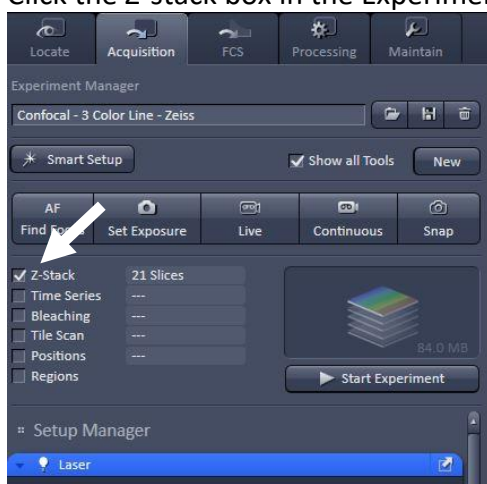 Click the Z-stack box in the Experime
Locate Acquisition FCS Processing Maintain
Experiment Manager
Confocal - 3 Color Line - Zeiss
Smart Setup Show all Tools New
AF
Find Focus Set Exposure Live Continuous Snap
Z-Stack 21 Slices
Time Series ---
Bleaching ---
Tile Scan ---
Positions ---
Regions
84.0 MB
Start Experiment
Setup Manager
Laser